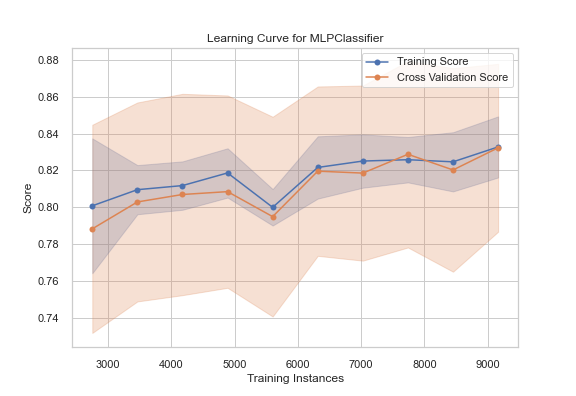 Learning Curve for MLPClassifier
Training Score
Cross Validation Score
0.88
0.86
0.84
0.82
0.80
0.78
0.76
0.74
Score
3000 4000 5000 6000 7000 8000 9000
Training Instances